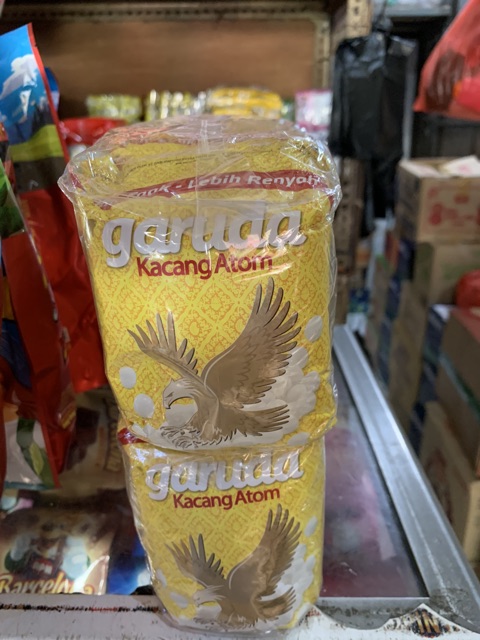 - Lebih Renyah
garuda
Kacang Atom
garuda
Kacang Atom